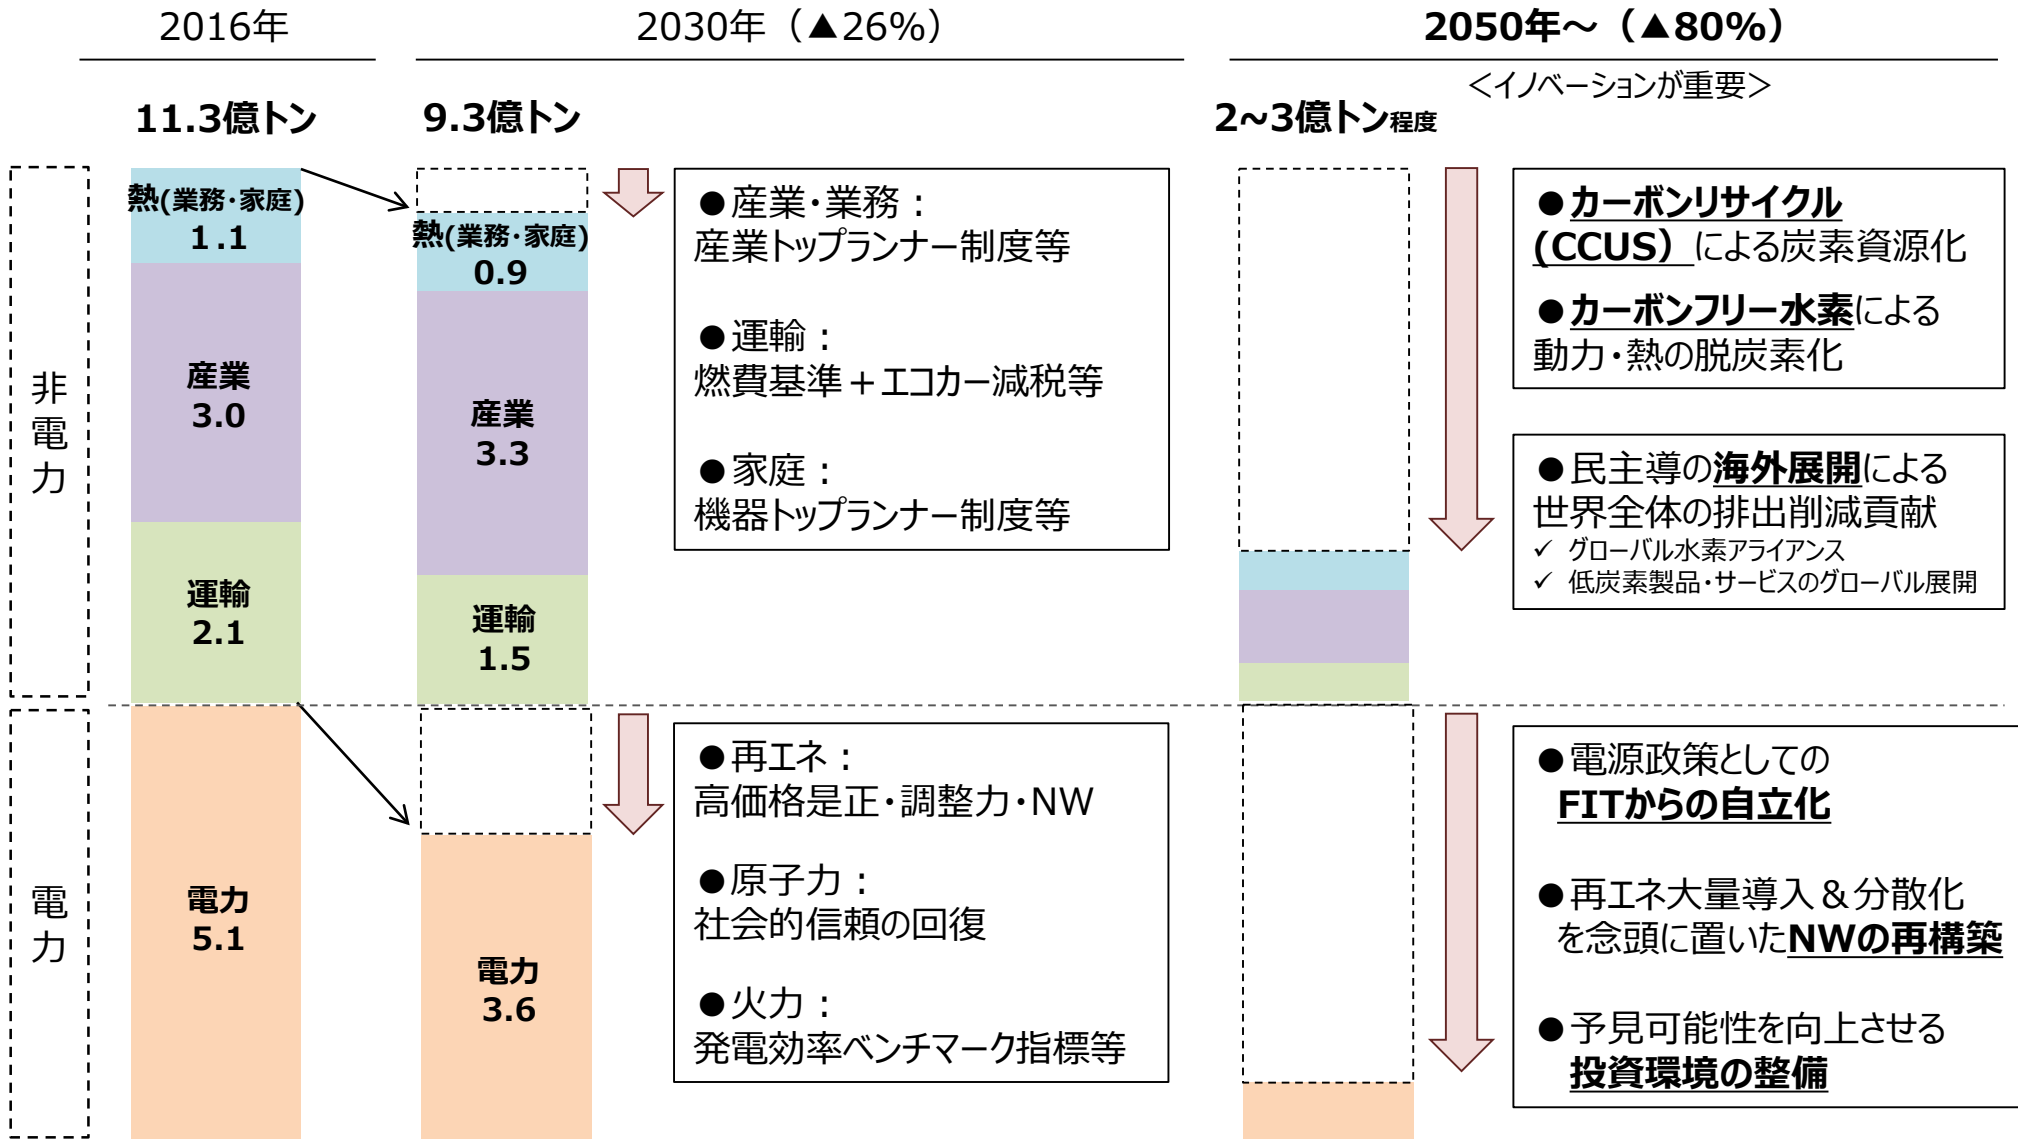 2016年
2030年（▲26%）
2050年～（▲80%）
＜イノベーションが重要＞
11.3億トン
9.3億トン
2~3億トン程度
非電力
熱(業務・家庭)
1.1
産業
3.0
運輸
2.1
熱(業務・家庭)
0.9
産業
3.3
運輸
1.5
●産業・業務：
産業トップランナー制度等
●運輸：
燃費基準＋エコカー減税等
●家庭：
機器トップランナー制度等
●カーボンリサイクル
(CCUS）による炭素資源化
●カーボンフリー水素による
動力・熱の脱炭素化
●民主導の海外展開による
世界全体の排出削減貢献
✓ グローバル水素アライアンス
✓ 低炭素製品・サービスのグローバル展開
電力
電力
5.1
電力
3.6
●再エネ：
高価格是正・調整力・NW
●原子力：
社会的信頼の回復
●火力：
発電効率ベンチマーク指標等
●電源政策としての
FITからの自立化
●再エネ大量導入＆分散化
を念頭に置いたNWの再構築
●予見可能性を向上させる
投資環境の整備